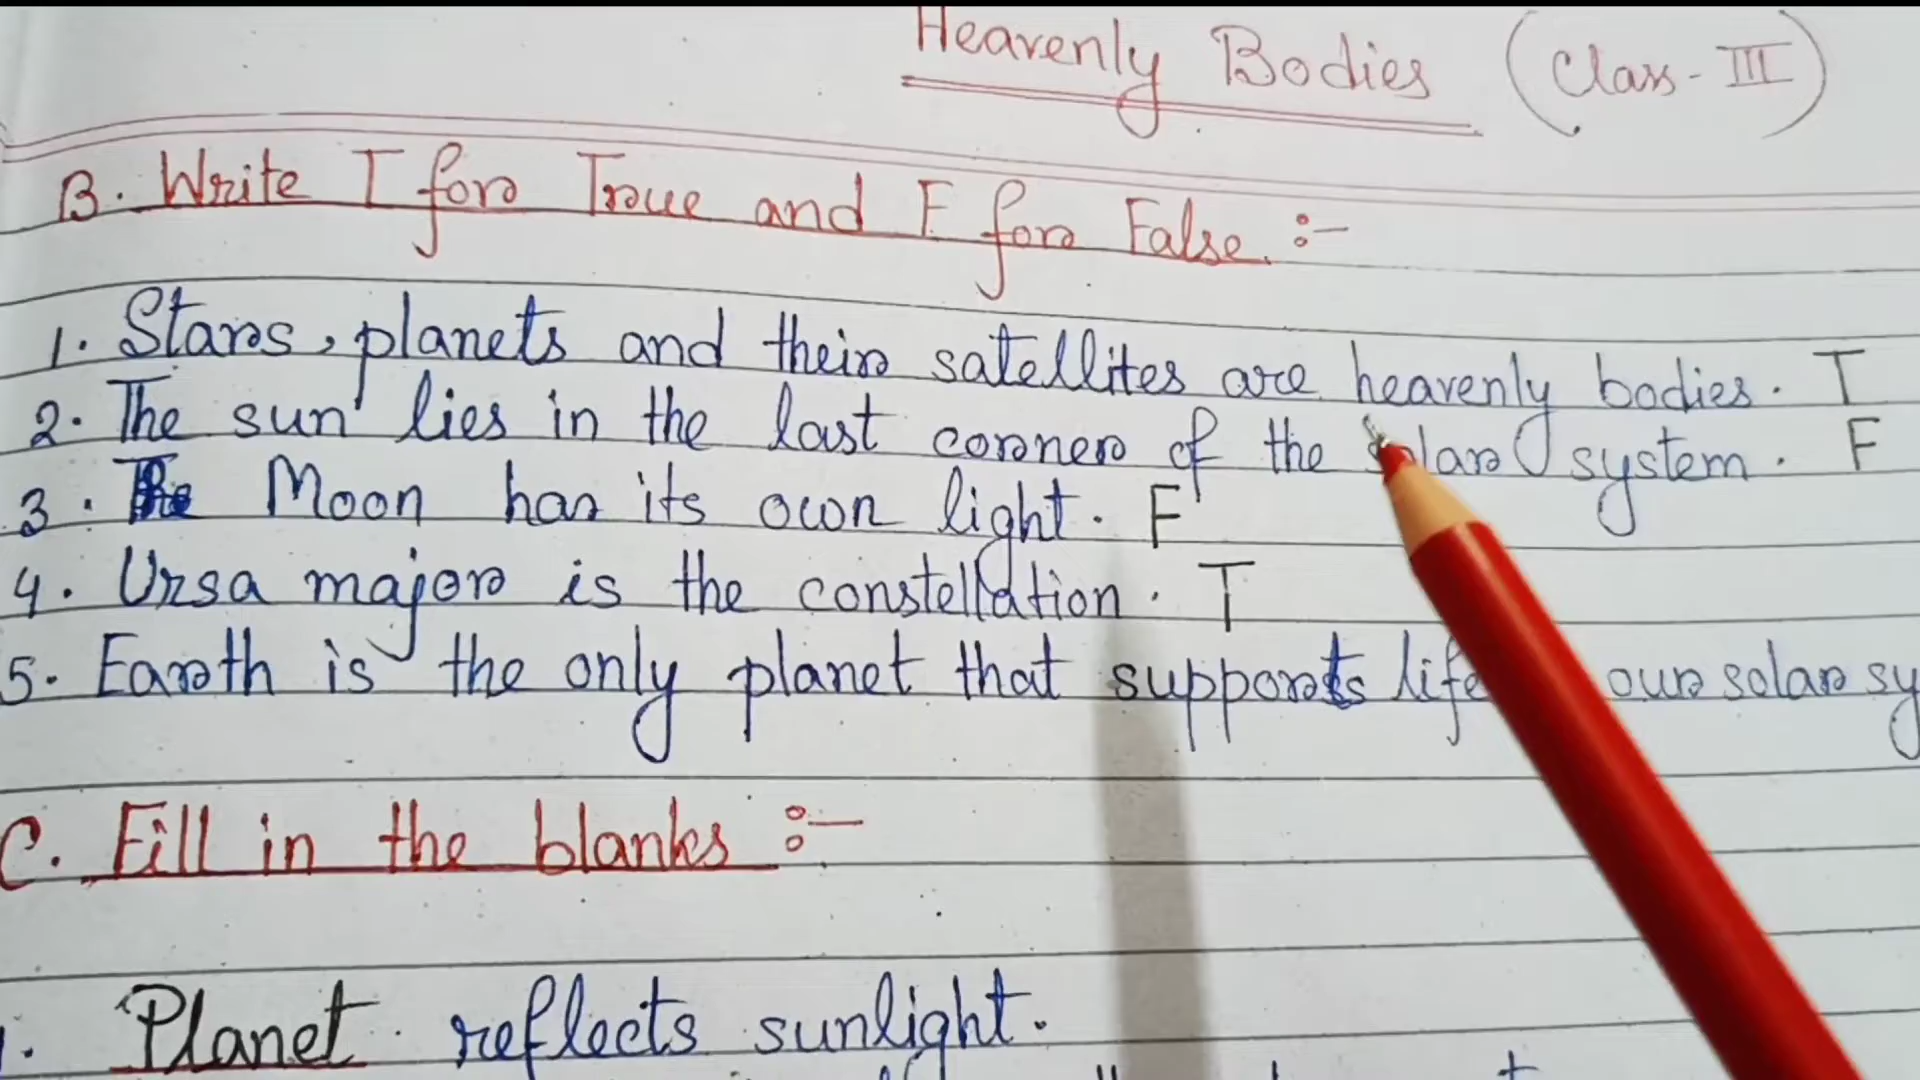 Heavenly Bodies (Class - III)
B. Write T for True and F for False :-
1. Stars, planets and their satellites are heavenly bodies. T
2. The sun lies in the last corner of the solar system. F
3. The Moon has its own light. F
4. Ursa major is the constellation. T
5. Earth is the only planet that supports life our solar sy
C. Fill in the blanks :-
1. Planet reflects sunlight.